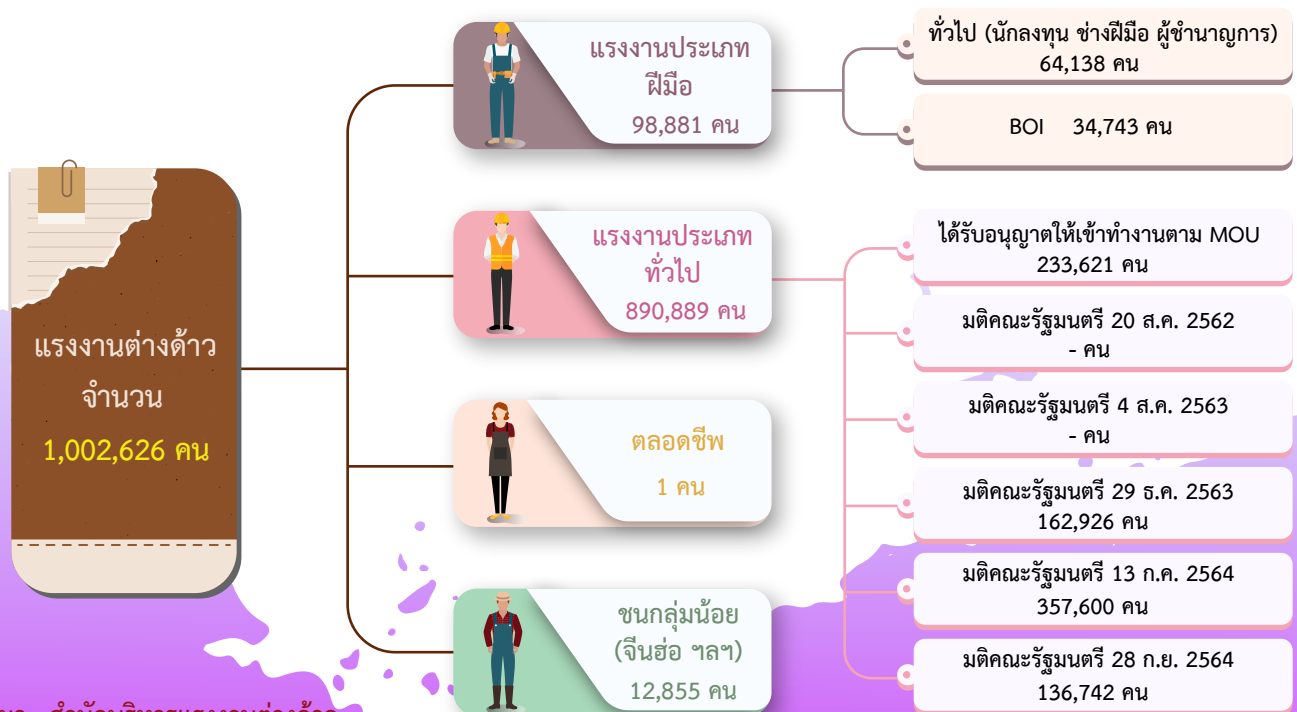 แรงงานต่างด้าว
จำนวน
1,002,626 คน
แรงงานประเภท
ฝีมือ
98,881 คน
ทั่วไป (นักลงทุน ช่างฝีมือ ผู้ชำนาญการ)
64,138 คน
BOI 34,743 คน
แรงงานประเภท
ทั่วไป
890,889 คน
ได้รับอนุญาตให้เข้าทำงานตาม MOU
233,621 คน
มติคณะรัฐมนตรี 20 ส.ค. 2562
- คน
มติคณะรัฐมนตรี 4 ส.ค. 2563
- คน
มติคณะรัฐมนตรี 29 ธ.ค. 2563
162,926 คน
มติคณะรัฐมนตรี 13 ก.ค. 2564
357,600 คน
มติคณะรัฐมนตรี 28 ก.ย. 2564
136,742 คน
ตลอดชีพ
1 คน
ชนกลุ่มน้อย
(จีนฮ่อ ฯลฯ)
12,855 คน